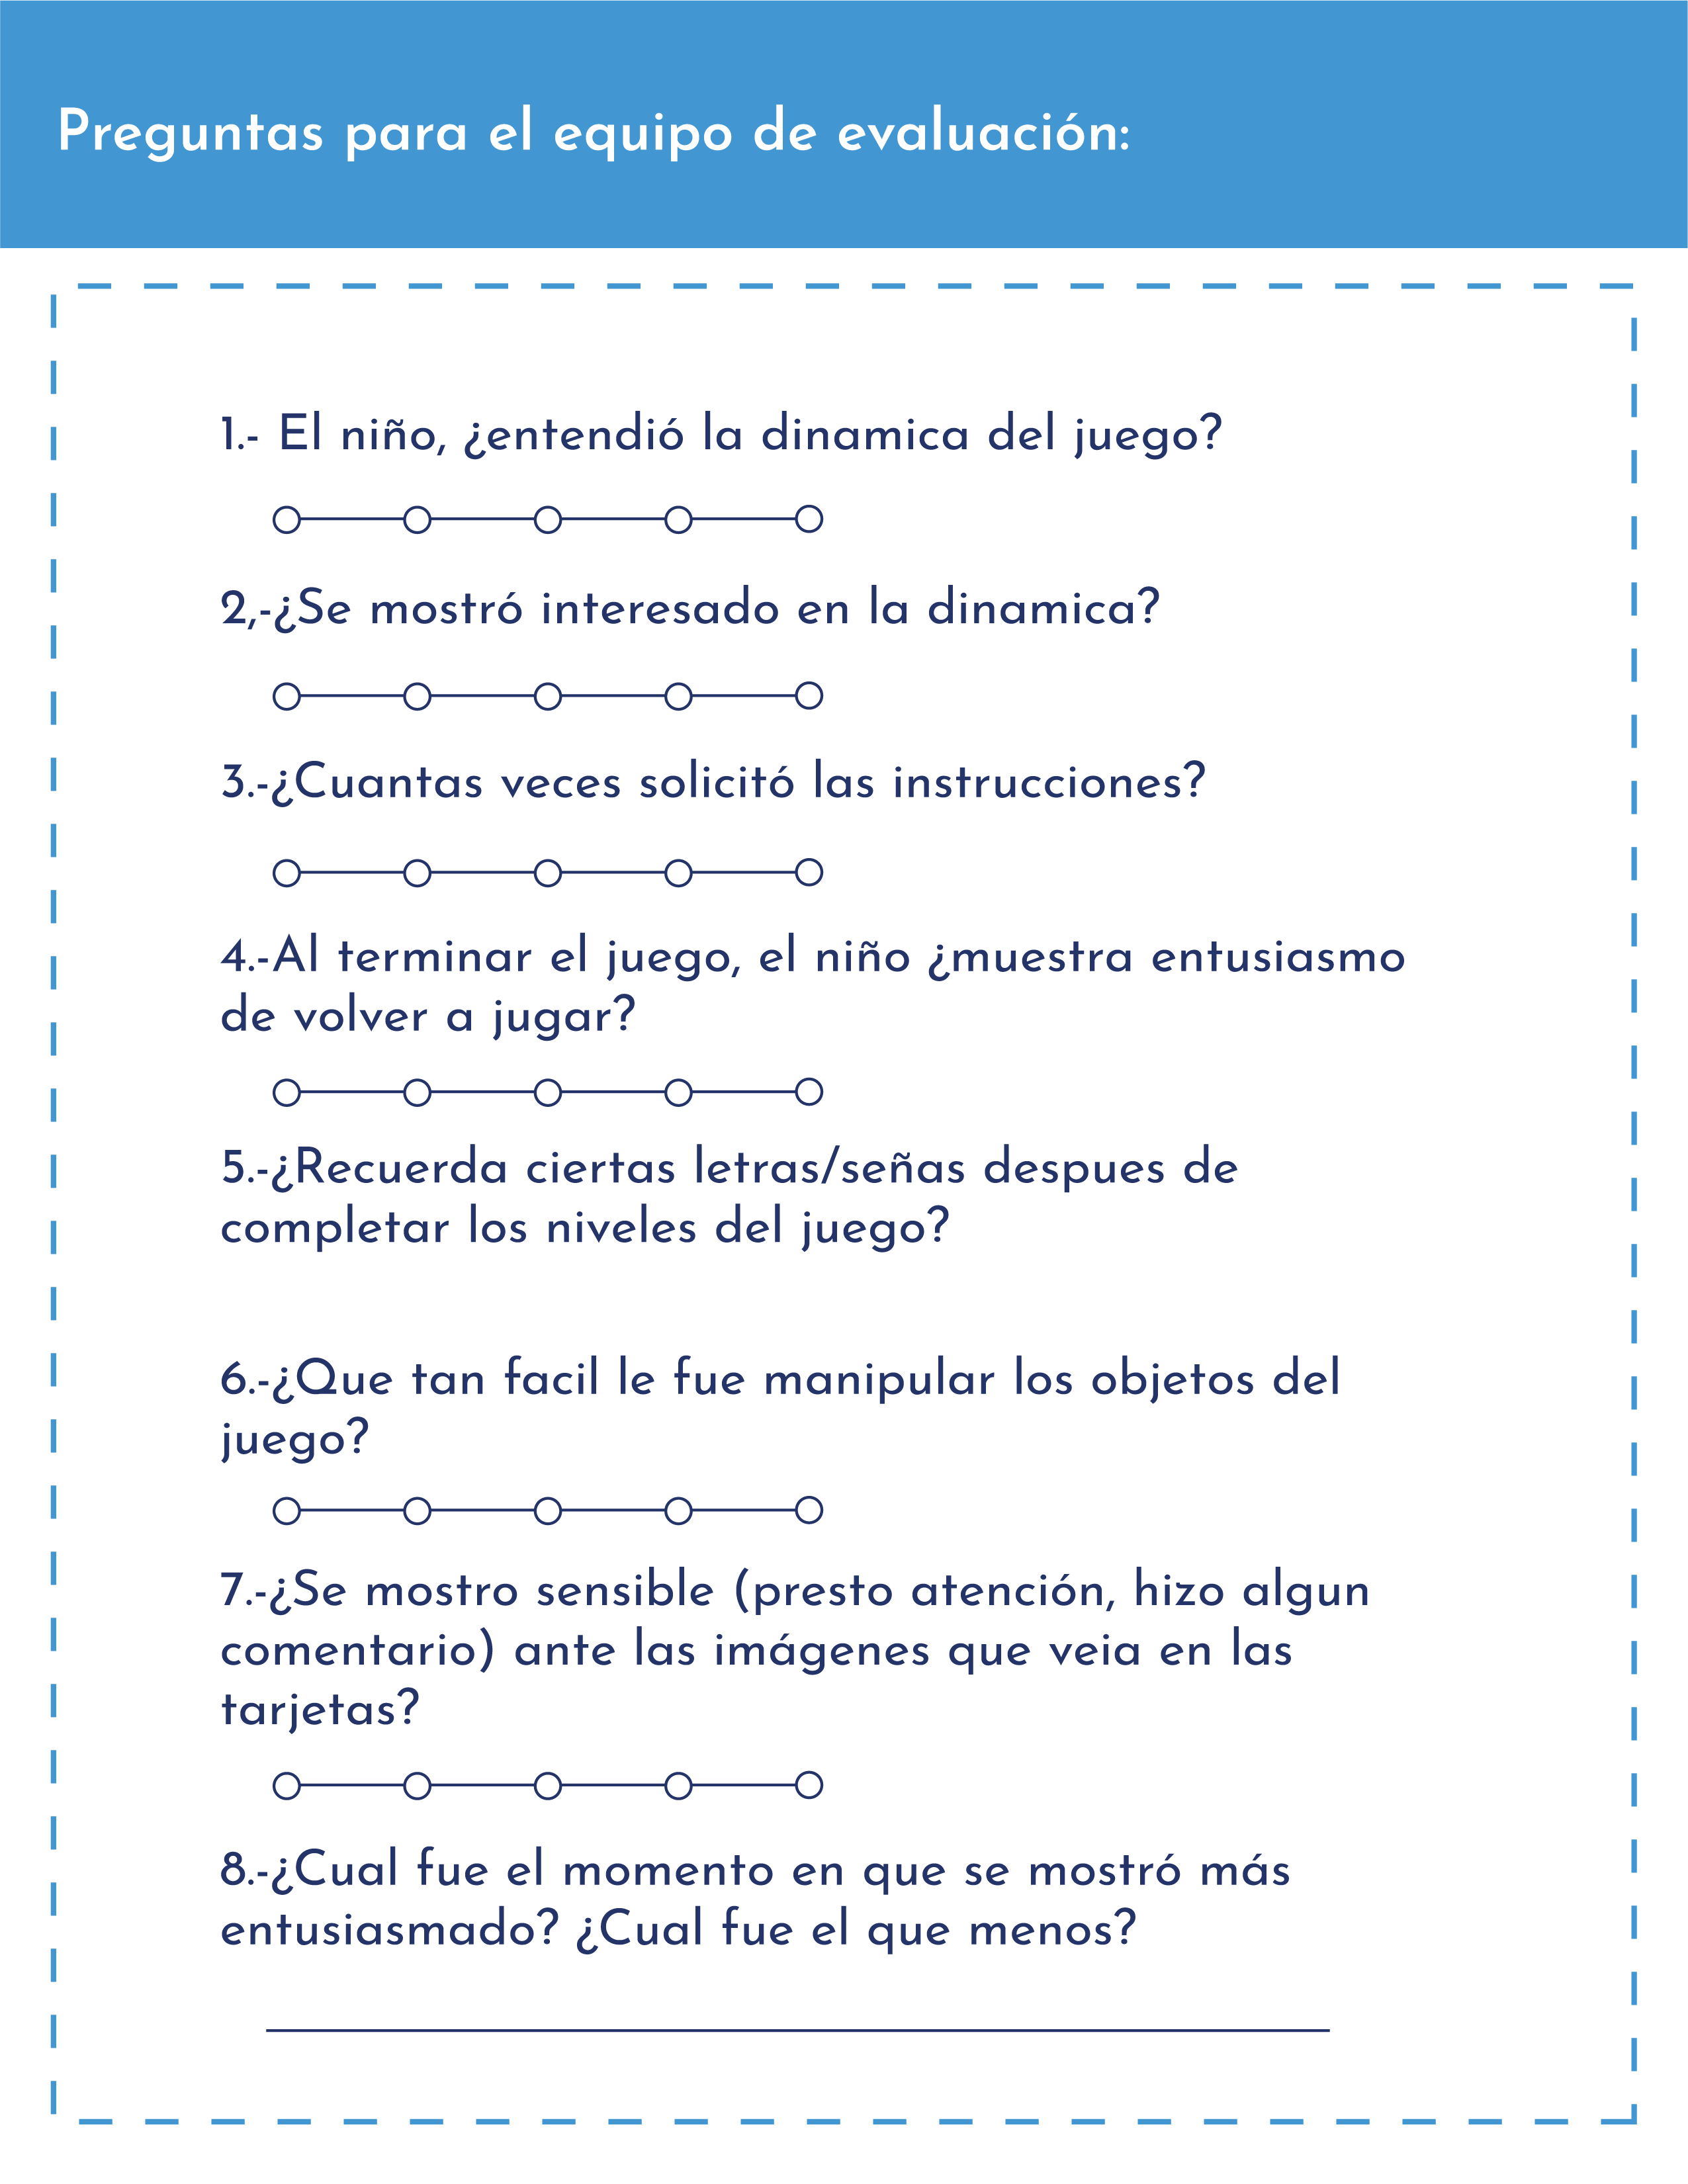 Preguntas para el equipo de evaluación:
1.- El niño, ¿entendió la dinamica del juego?
2,-¿Se mostró interesado en la dinamica?
3.-¿Cuantas veces solicitó las instrucciones?
4.-Al terminar el juego, el niño ¿muestra entusiasmo
de volver a jugar?
5.-¿Recuerda ciertas letras/señas despues de
completar los niveles del juego?
6.-¿Que tan facil le fue manipular los objetos del
juego?
7.-¿Se mostro sensible (presto atención, hizo algun
comentario) ante las imágenes que veia en las
tarjetas?
8.-¿Cual fue el momento en que se mostró más
entusiasmado? ¿Cual fue el que menos?